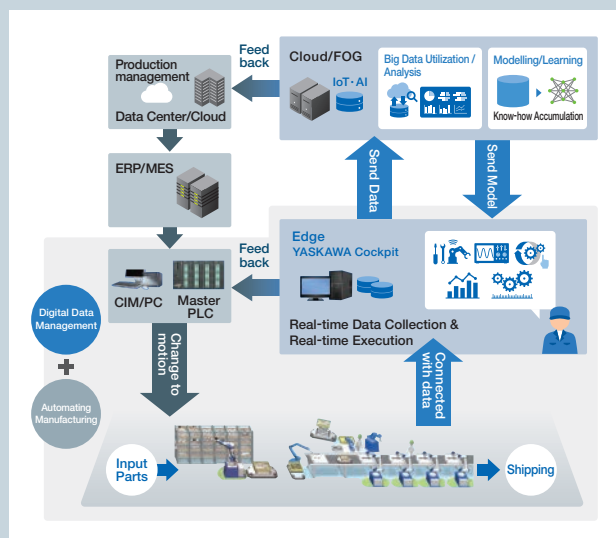 Production
management
Data Center/Cloud
Feed
back
Cloud/FOG
IoT・AI
Big Data Utilization /
Analysis
Modelling/Learning
Know-how Accumulation
ERP/MES
Send Data
Send Model
CIM/PC
Master
PLC
Feed
back
Edge
YASKAWA Cockpit
Real-time Data Collection &
Real-time Execution
Digital Data
Management
Automating
Manufacturing
Change to
motion
Connected
with data
Input
Parts
Shipping